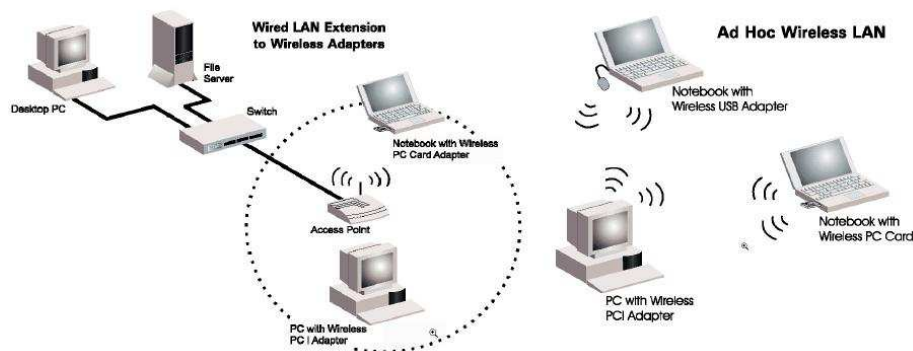 Wired LAN Extension
to Wireless Adapters
File
Server
Desktop PC
Switch
Notebook with Wireless
PC Card Adapter
Access Point
PC with Wireless
PC I Adapter
Ad Hoc Wireless LAN
Notebook with
Wireless USB Adapter
Notebook with
Wireless PC Card
PC with Wireless
PCI Adapter